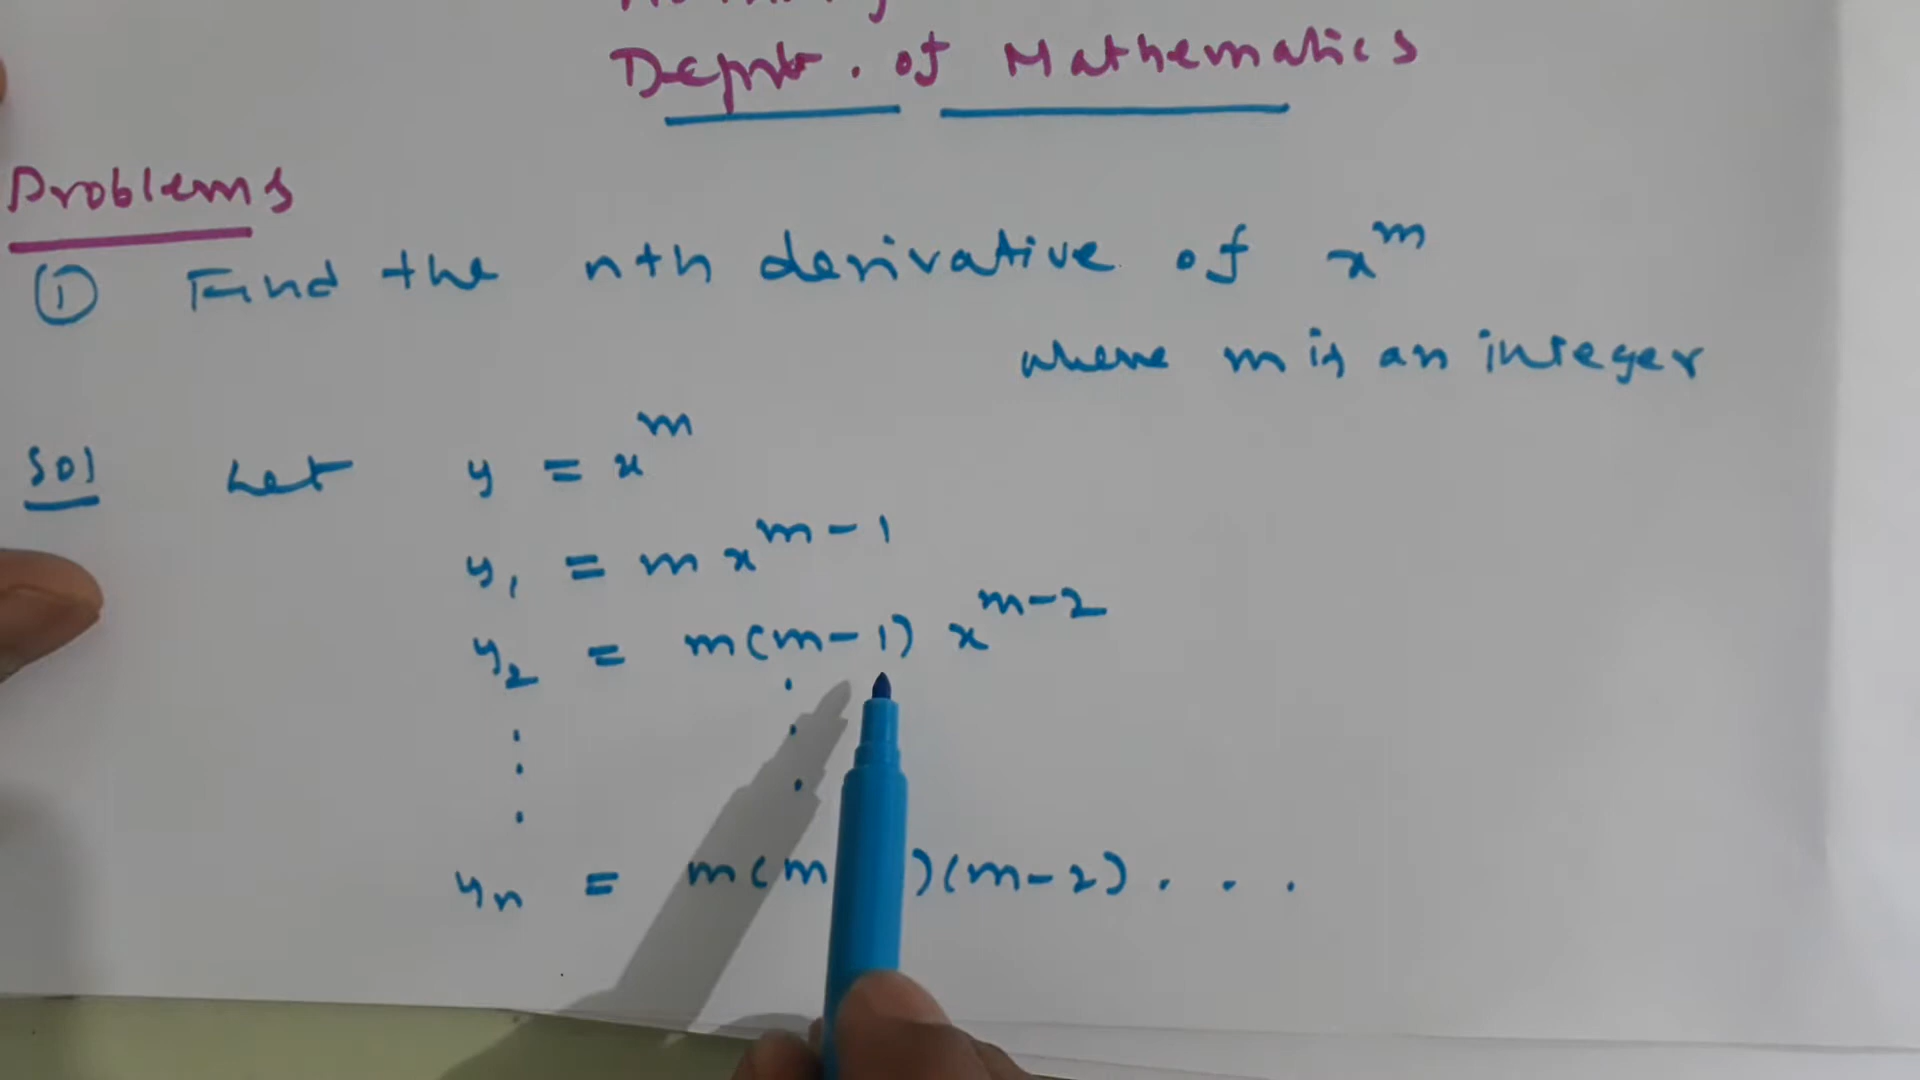 Dept. of Mathematics
Problems
① Find the nth derivative of x^m
where m is an integer
Sol Let y = x^m
y₁ = m x^{m-1}
y₂ = m(m-1) x^{m-2}
yₙ = m(m )(m-2) . . .